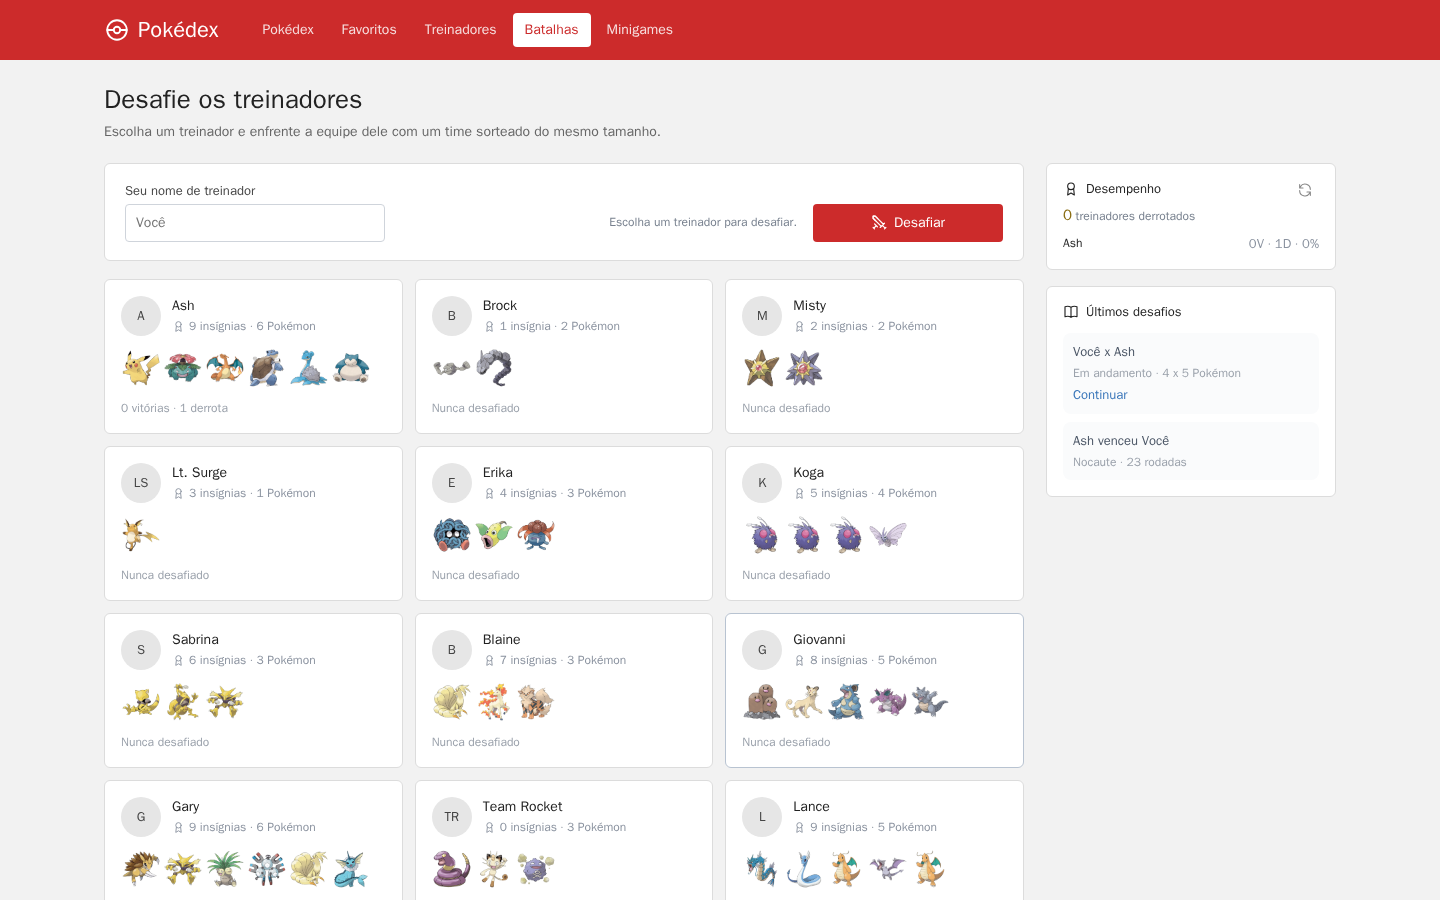 Pokédex
Pokédex
Favoritos
Treinadores
Batalhas
Minigames
Desafie os treinadores
Escolha um treinador e enfrente a equipe dele com um time sorteado do mesmo tamanho.
Seu nome de treinador
Você
Escolha um treinador para desafiar.
Desafiar
A
Ash
9 insígnias · 6 Pokémon
0 vitórias · 1 derrota
B
Brock
1 insígnia · 2 Pokémon
Nunca desafiado
M
Misty
2 insígnias · 2 Pokémon
Nunca desafiado
LS
Lt. Surge
3 insígnias · 1 Pokémon
Nunca desafiado
E
Erika
4 insígnias · 3 Pokémon
Nunca desafiado
K
Koga
5 insígnias · 4 Pokémon
Nunca desafiado
S
Sabrina
6 insígnias · 3 Pokémon
Nunca desafiado
B
Blaine
7 insígnias · 3 Pokémon
Nunca desafiado
G
Giovanni
8 insígnias · 5 Pokémon
Nunca desafiado
G
Gary
9 insígnias · 6 Pokémon
TR
Team Rocket
0 insígnias · 3 Pokémon
L
Lance
9 insígnias · 5 Pokémon
Desempenho
0 treinadores derrotados
Ash
0V · 1D · 0%
Últimos desafios
Você x Ash
Em andamento · 4 x 5 Pokémon
Continuar
Ash venceu Você
Nocaute · 23 rodadas